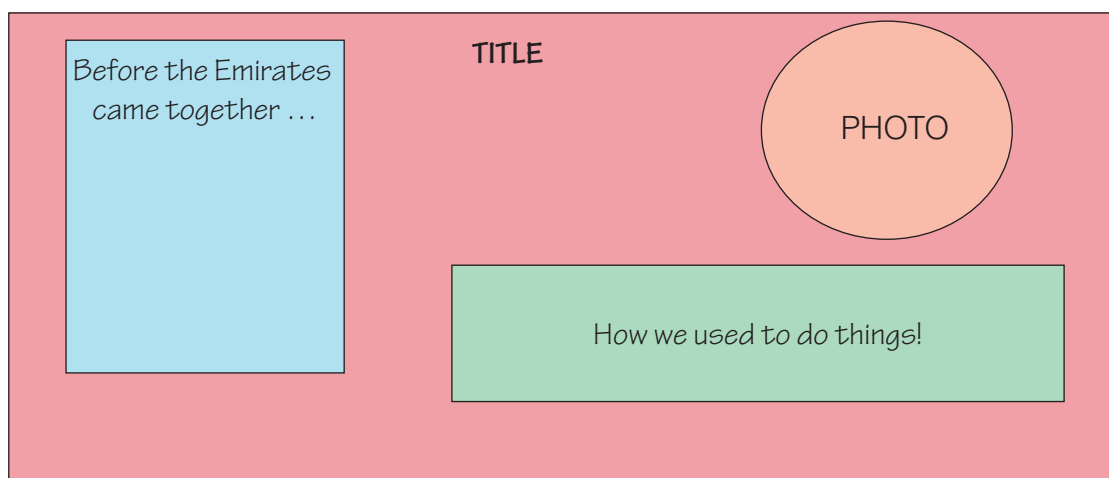 Before the Emirates
came together ...
TITLE
PHOTO
How we used to do things!